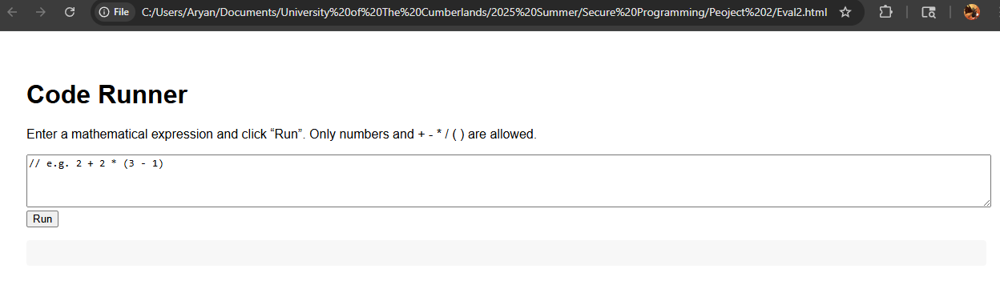 File C:/Users/Aryan/Documents/University%20of%20The%20Cumberlands/2025%20Summer/Secure%20Programming/Peoject%202/Eval2.html
Code Runner
Enter a mathematical expression and click “Run”. Only numbers and + - * / ( ) are allowed.
// e.g. 2 + 2 * (3 - 1)
Run